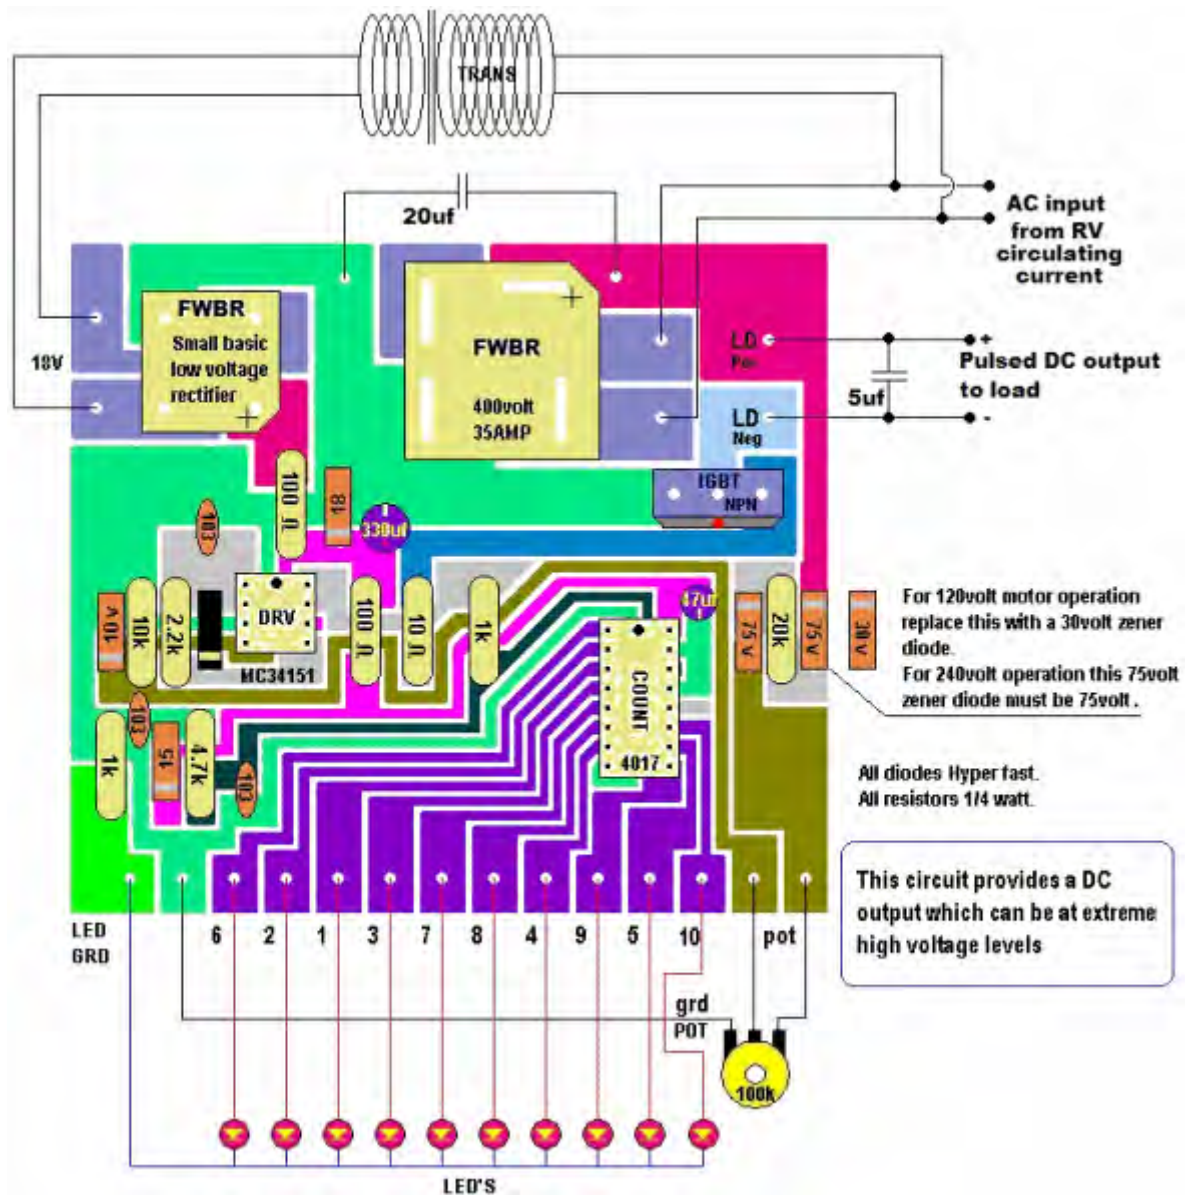 TRANS
20uf
AC input
from RV
circulating
current
FWBR
Small basic
low voltage
rectifier
18V
FWBR
400volt
35AMP
LD
Pos
LD
Neg
+
Pulsed DC output
to load
-
5uf
IGBT
NPN
100 Ω
18
330uf
103
10v
10k
2.2k
DRV
MC34151
100 Ω
10 Ω
1k
47uf
75 v
20k
75 v
30v
For 120volt motor operation
replace this with a 30volt zener
diode.
For 240volt operation this 75volt
zener diode must be 75volt .
COUNT
4017
1k
103
15
4.7k
103
All diodes Hyper fast.
All resistors 1/4 watt.
This circuit provides a DC
output which can be at extreme
high voltage levels
LED
GRD
6 2 1 3 7 8 4 9 5 10 pot
grd
POT
100k
LED'S